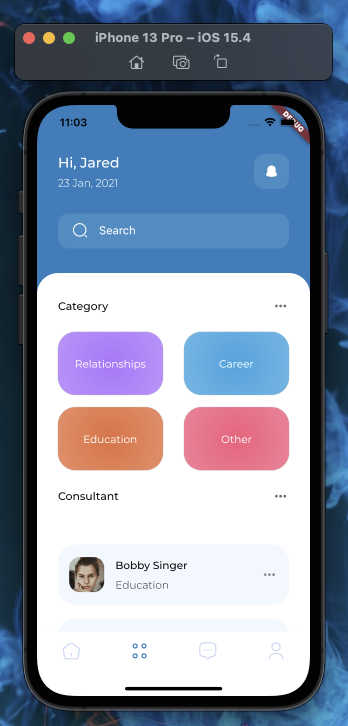 iPhone 13 Pro – iOS 15.4
11:03
DEBUG
Hi, Jared
23 Jan, 2021
Search
Category
Relationships
Career
Education
Other
Consultant
Bobby Singer
Education